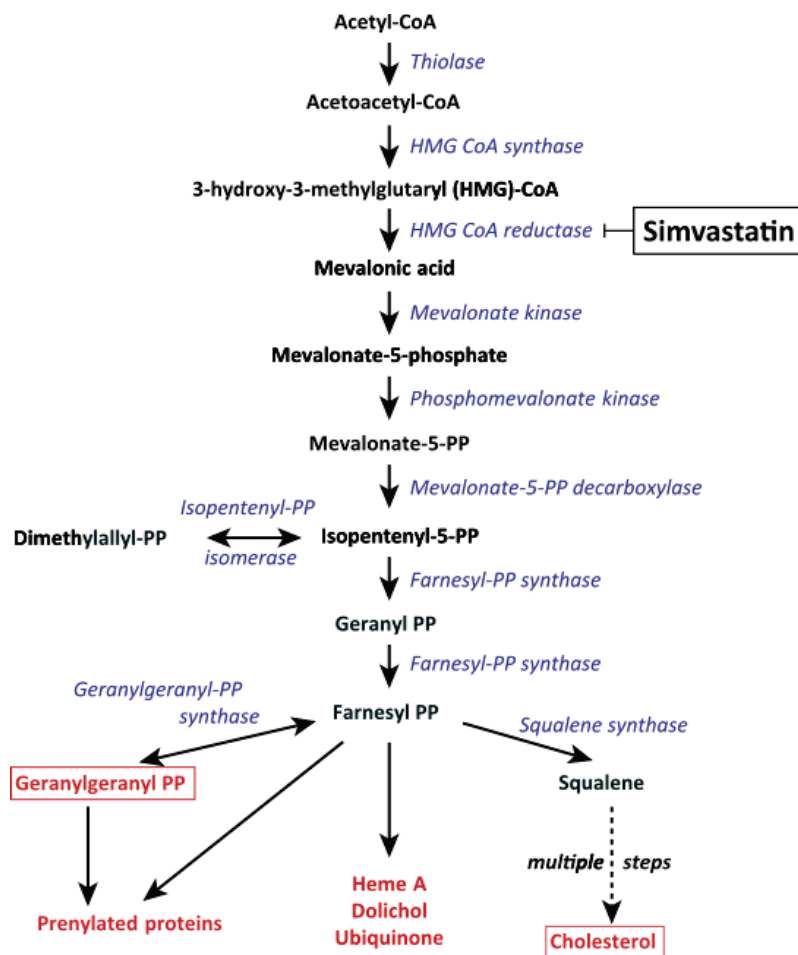 Acetyl-CoA
Thiolase
Acetoacetyl-CoA
HMG CoA synthase
3-hydroxy-3-methylglutaryl (HMG)-CoA
HMG CoA reductase
Simvastatin
Mevalonic acid
Mevalonate kinase
Mevalonate-5-phosphate
Phosphomevalonate kinase
Mevalonate-5-PP
Mevalonate-5-PP decarboxylase
Isopentenyl-PP
isomerase
Dimethylallyl-PP
Isopentenyl-5-PP
Farnesyl-PP synthase
Geranyl PP
Farnesyl-PP synthase
Geranylgeranyl-PP
synthase
Farnesyl PP
Squalene synthase
Geranylgeranyl PP
Squalene
multiple steps
Prenylated proteins
Heme A
Dolichol
Ubiquinone
Cholesterol